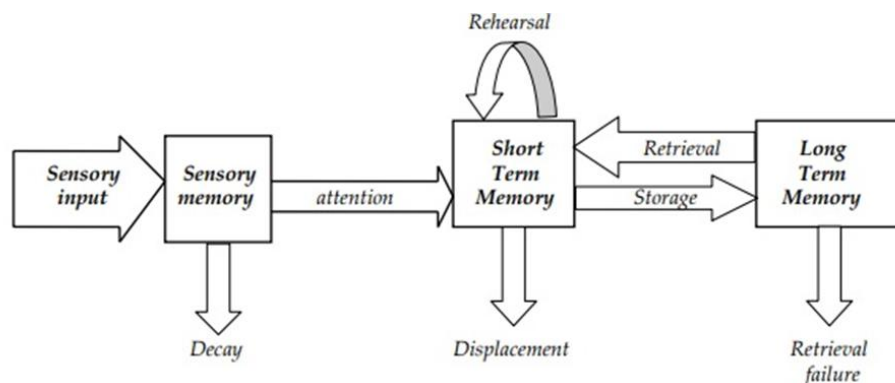 Rehearsal
Sensory
input
Sensory
memory
attention
Short
Term
Memory
Retrieval
Storage
Long
Term
Memory
Decay
Displacement
Retrieval
failure